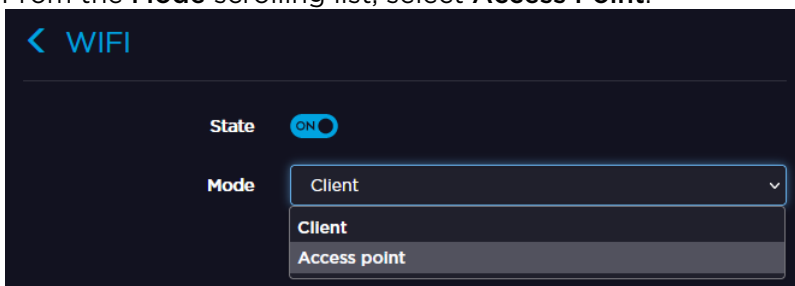 From the Mode scrolling list, select Access Point.
WIFI
State ON
Mode Client
Client
Access point